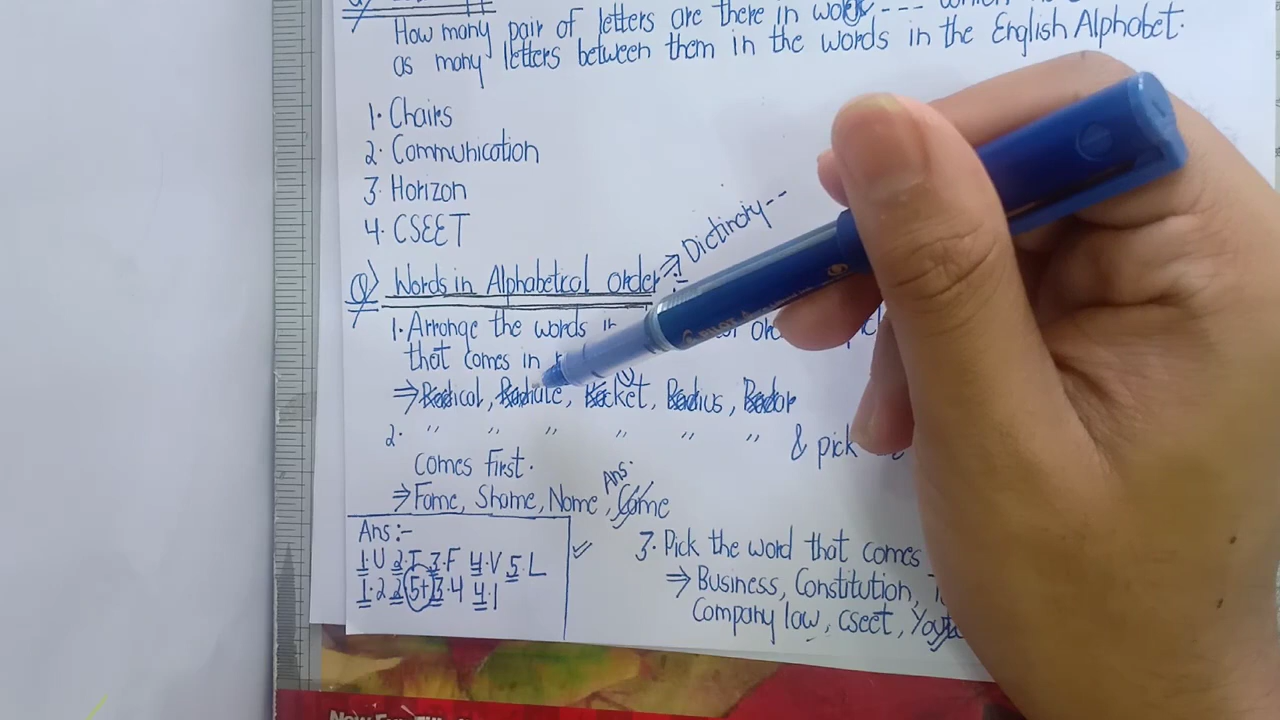 How many pair of letters are there in work ---
as many letters between them in the words in the English Alphabet.
1. Chairs
2. Communication
3. Horizon
4. CSEET
Q) Words in Alphabetical order :- ⇒ Dictinory--
1. Arrange the words in
that comes in
⇒ Radical, Radiate, Racket, Radius, Radar
2. " " " " " " & pick
Comes First.
⇒ Fame, Shame, Name, Came
Ans.
Ans:-
1. U 2. T 3. F 4. V 5. L
1. 2 2. 5+ 3. 4 4. 1
3. Pick the word that comes
⇒ Business, Constitution,
Company law, cseet,
PILOT